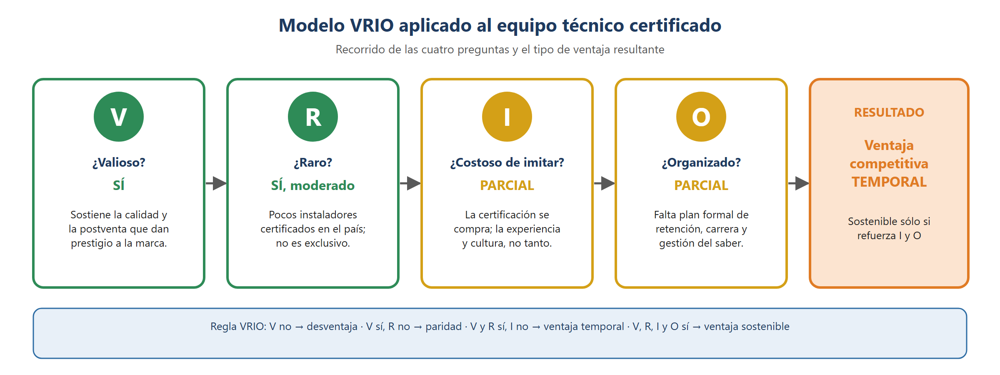 Modelo VRIO aplicado al equipo técnico certificado
Recorrido de las cuatro preguntas y el tipo de ventaja resultante
V
¿Valioso?
SÍ
Sostiene la calidad y
la postventa que dan
prestigio a la marca.
R
¿Raro?
SÍ, moderado
Pocos instaladores
certificados en el país;
no es exclusivo.
I
¿Costoso de imitar?
PARCIAL
La certificación se
compra; la experiencia
y cultura, no tanto.
O
¿Organizado?
PARCIAL
Falta plan formal de
retención, carrera y
gestión del saber.
RESULTADO
Ventaja
competitiva
TEMPORAL
Sostenible sólo si
refuerza I y O
Regla VRIO: V no → desventaja · V sí, R no → paridad · V y R sí, I no → ventaja temporal · V, R, I y O sí → ventaja sostenible